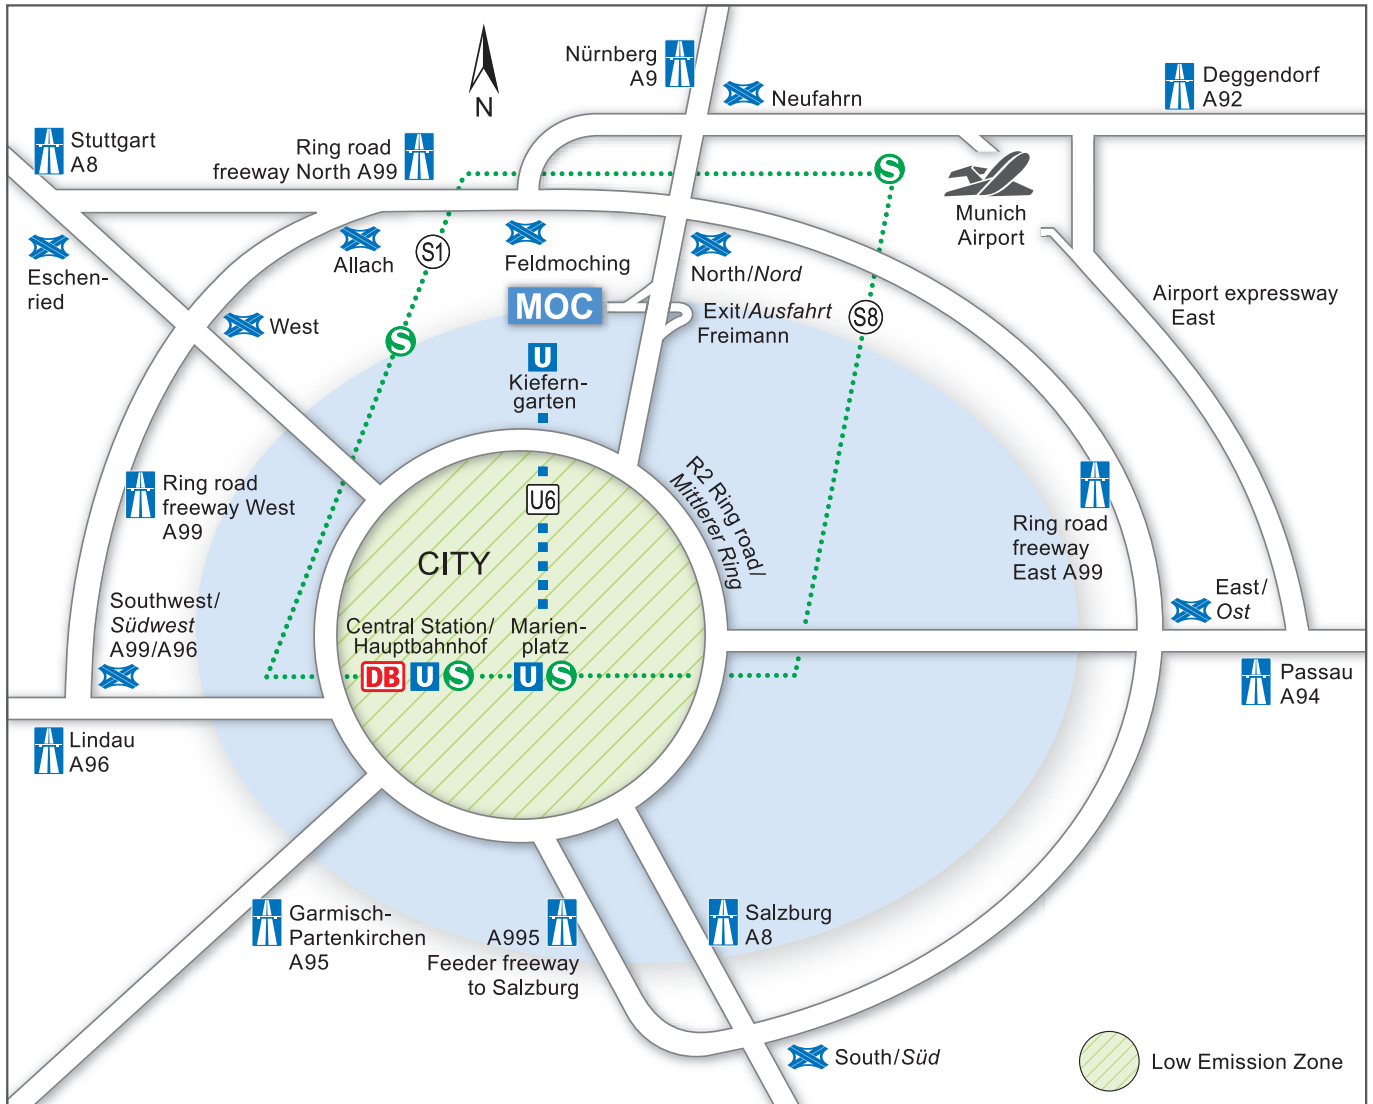 Nürnberg
A9
N
Neufahrn
Deggendorf
A92
Stuttgart
A8
Ring road
freeway North A99
S
Munich
Airport
Eschen-
ried
Allach
S1
Feldmoching
North/Nord
MOC
Exit/Ausfahrt
Freimann
S8
Airport expressway
East
West
S
U
Kiefern-
garten
Ring road
freeway West
A99
U6
R2 Ring road/
Mittlerer Ring
Ring road
freeway
East A99
CITY
Southwest/
Südwest
A99/A96
Central Station/
Hauptbahnhof
DB U S
Marien-
platz
U S
East/
Ost
Passau
A94
Lindau
A96
Garmisch-
Partenkirchen
A95
A995
Feeder freeway
to Salzburg
Salzburg
A8
South/Süd
Low Emission Zone